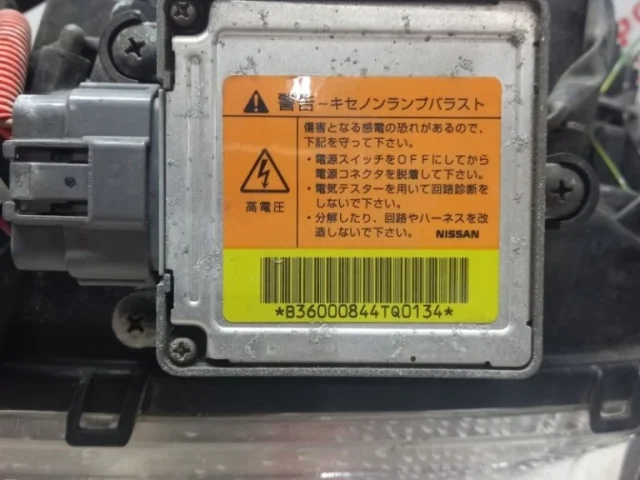 警告-キセノンランプバラスト
傷害となる感電の恐れがあるので、
下記を守って下さい。
・電源スイッチをOFFにしてから
電源コネクタを脱着して下さい。
・電気テスターを用いて回路診断を
しないで下さい。
・分解したり、回路やハーネスを改
造しないで下さい。
高電圧
NISSAN
*B36000844TQ0134*